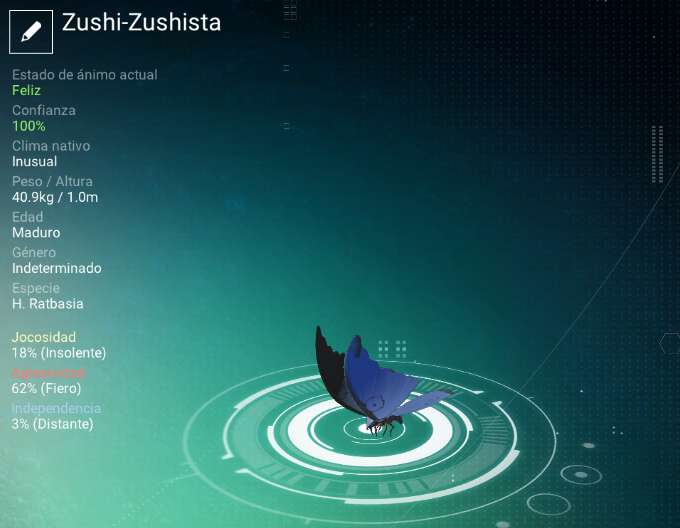 Zushi-Zushista
Estado de ánimo actual
Feliz
Confianza
100%
Clima nativo
Inusual
Peso / Altura
40.9kg / 1.0m
Edad
Maduro
Género
Indeterminado
Especie
H. Ratbasia
Jocosidad
18% (Insolente)
Agresividad
62% (Fiero)
Independencia
3% (Distante)